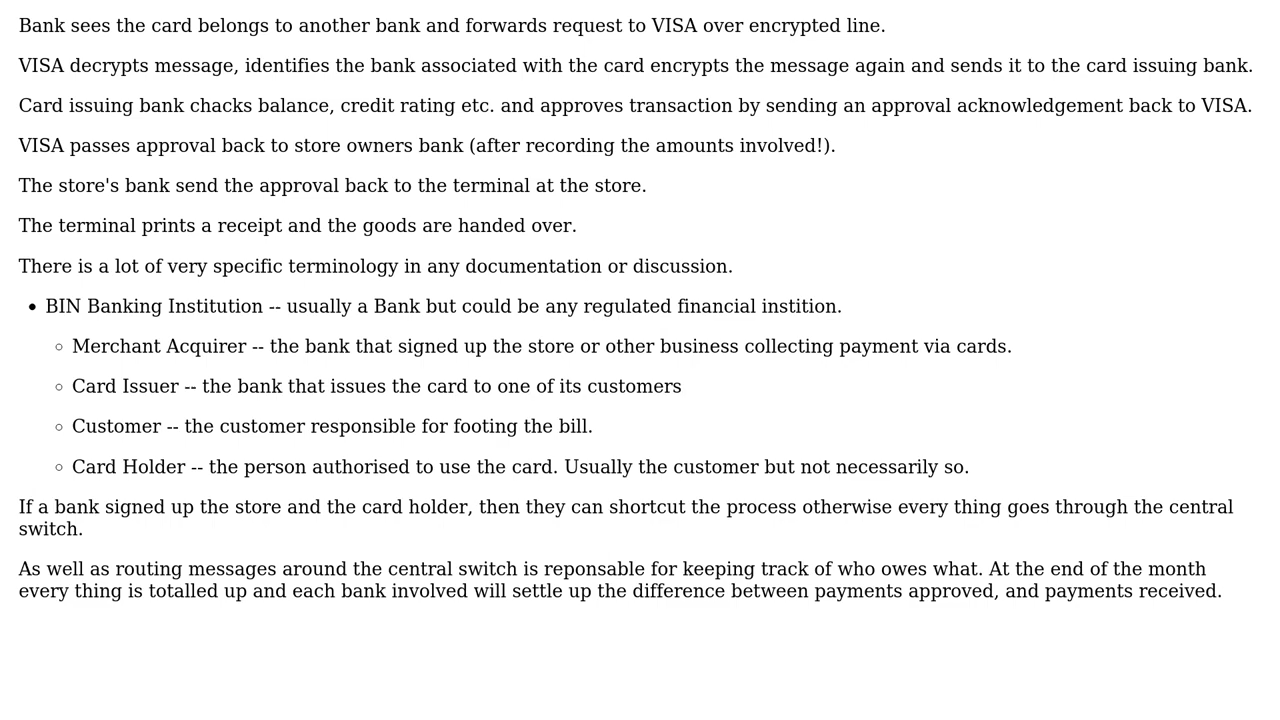 Bank sees the card belongs to another bank and forwards request to VISA over encrypted line.
VISA decrypts message, identifies the bank associated with the card encrypts the message again and sends it to the card issuing bank.
Card issuing bank chacks balance, credit rating etc. and approves transaction by sending an approval acknowledgement back to VISA.
VISA passes approval back to store owners bank (after recording the amounts involved!).
The store's bank send the approval back to the terminal at the store.
The terminal prints a receipt and the goods are handed over.
There is a lot of very specific terminology in any documentation or discussion.
• BIN Banking Institution -- usually a Bank but could be any regulated financial instition.
◦ Merchant Acquirer -- the bank that signed up the store or other business collecting payment via cards.
◦ Card Issuer -- the bank that issues the card to one of its customers
◦ Customer -- the customer responsible for footing the bill.
◦ Card Holder -- the person authorised to use the card. Usually the customer but not necessarily so.
If a bank signed up the store and the card holder, then they can shortcut the process otherwise every thing goes through the central
switch.
As well as routing messages around the central switch is reponsable for keeping track of who owes what. At the end of the month
every thing is totalled up and each bank involved will settle up the difference between payments approved, and payments received.